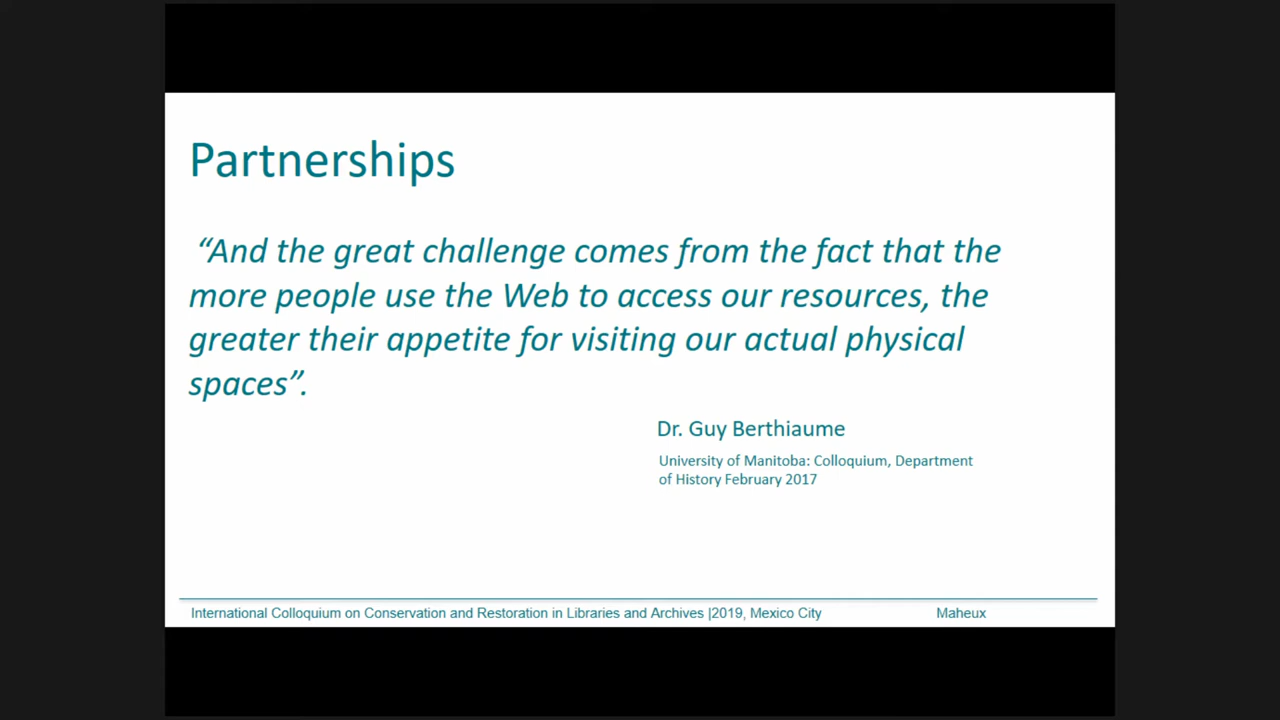 Partnerships
“And the great challenge comes from the fact that the
more people use the Web to access our resources, the
greater their appetite for visiting our actual physical
spaces”.
Dr. Guy Berthiaume
University of Manitoba: Colloquium, Department
of History February 2017
International Colloquium on Conservation and Restoration in Libraries and Archives |2019, Mexico City
Maheux